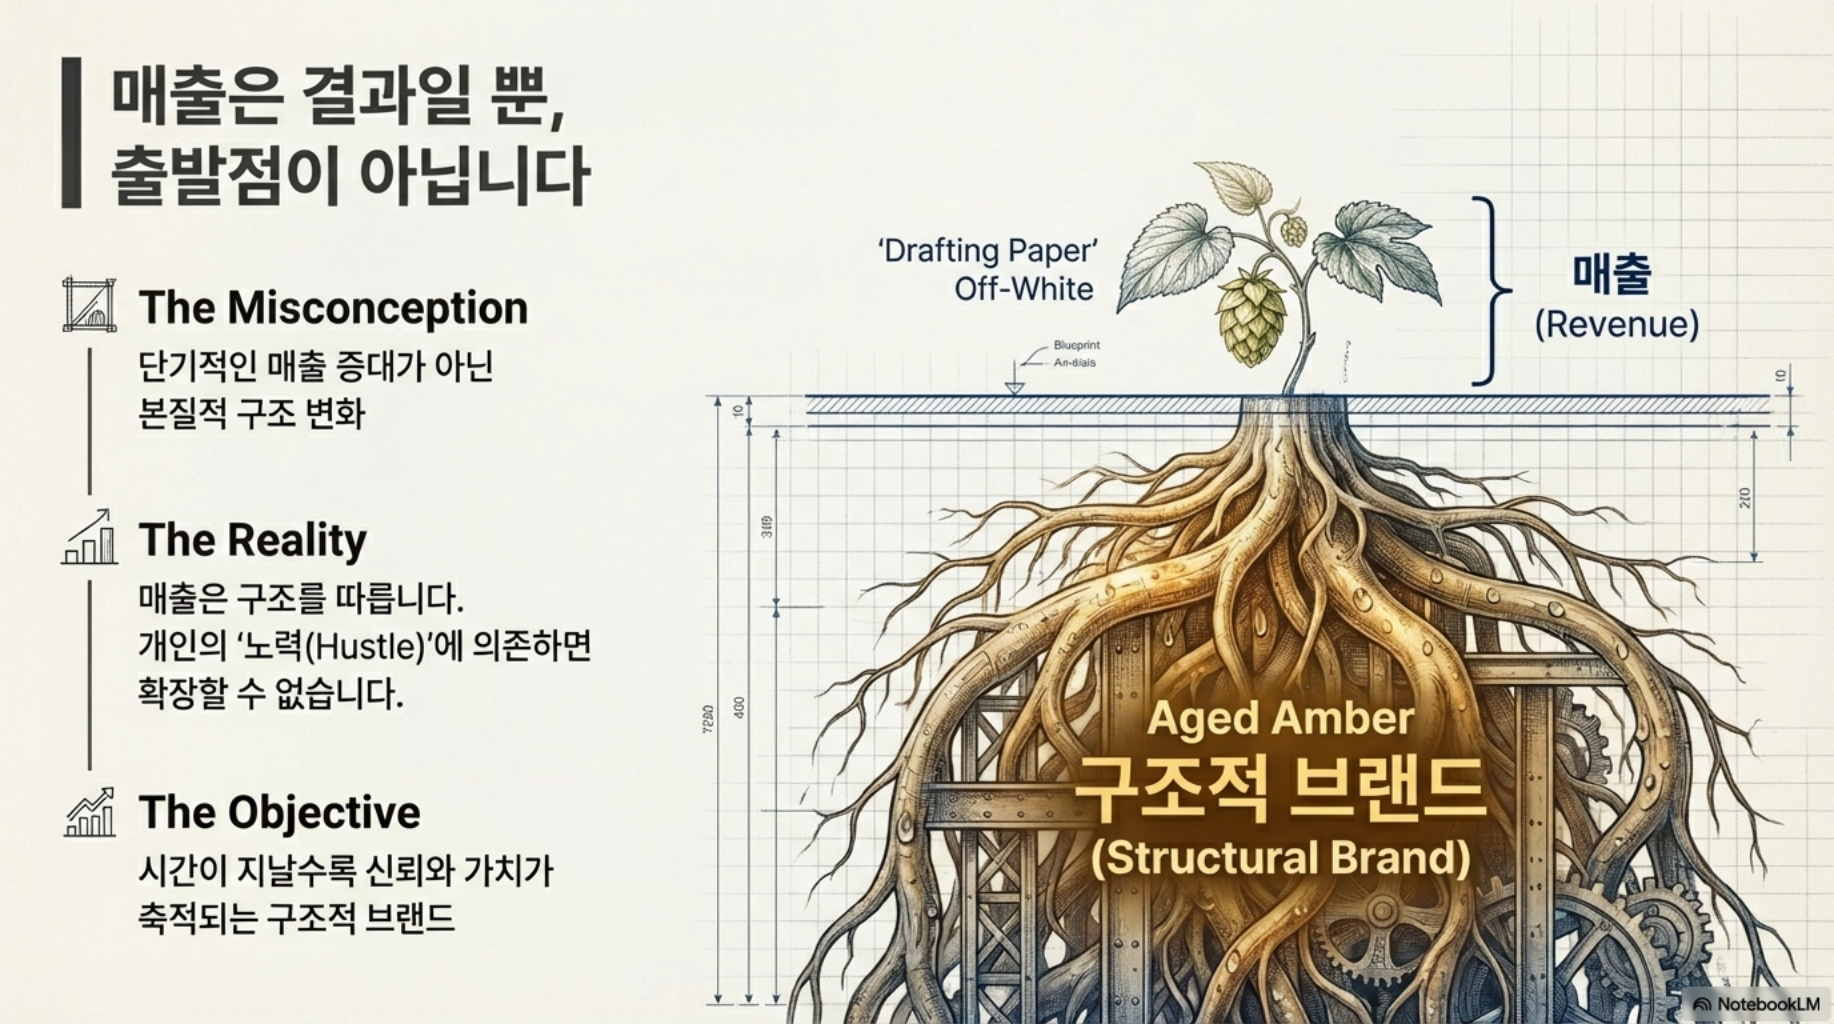 매출은 결과일 뿐,
출발점이 아닙니다
The Misconception
단기적인 매출 증대가 아닌
본질적 구조 변화
The Reality
매출은 구조를 따릅니다.
개인의 ‘노력(Hustle)’에 의존하면
확장할 수 없습니다.
The Objective
시간이 지날수록 신뢰와 가치가
축적되는 구조적 브랜드
‘Drafting Paper’
Off-White
매출
(Revenue)
Blueprint
10
10
400
Aged Amber
구조적 브랜드
(Structural Brand)
NotebookLM